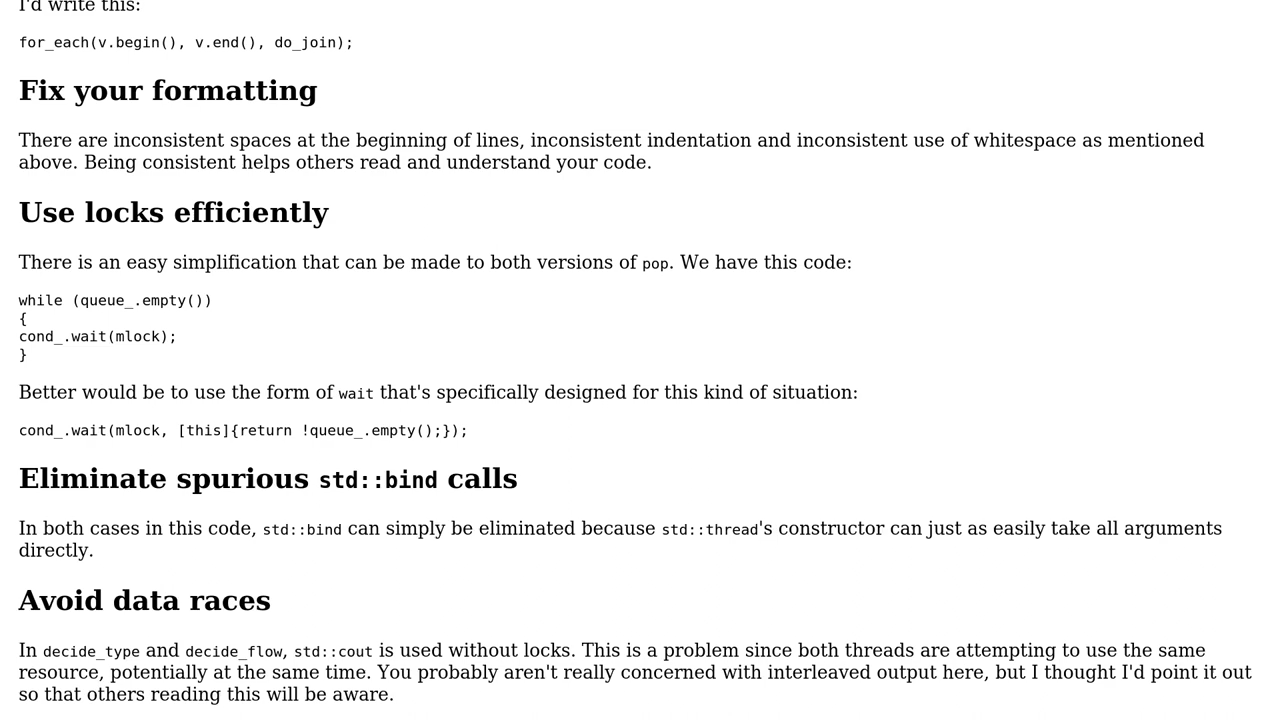 I'd write this:
for_each(v.begin(), v.end(), do_join);
Fix your formatting
There are inconsistent spaces at the beginning of lines, inconsistent indentation and inconsistent use of whitespace as mentioned
above. Being consistent helps others read and understand your code.
Use locks efficiently
There is an easy simplification that can be made to both versions of pop. We have this code:
while (queue_.empty())
{
cond_.wait(mlock);
}
Better would be to use the form of wait that's specifically designed for this kind of situation:
cond_.wait(mlock, [this]{return !queue_.empty();});
Eliminate spurious std::bind calls
In both cases in this code, std::bind can simply be eliminated because std::thread's constructor can just as easily take all arguments
directly.
Avoid data races
In decide_type and decide_flow, std::cout is used without locks. This is a problem since both threads are attempting to use the same
resource, potentially at the same time. You probably aren't really concerned with interleaved output here, but I thought I'd point it out
so that others reading this will be aware.